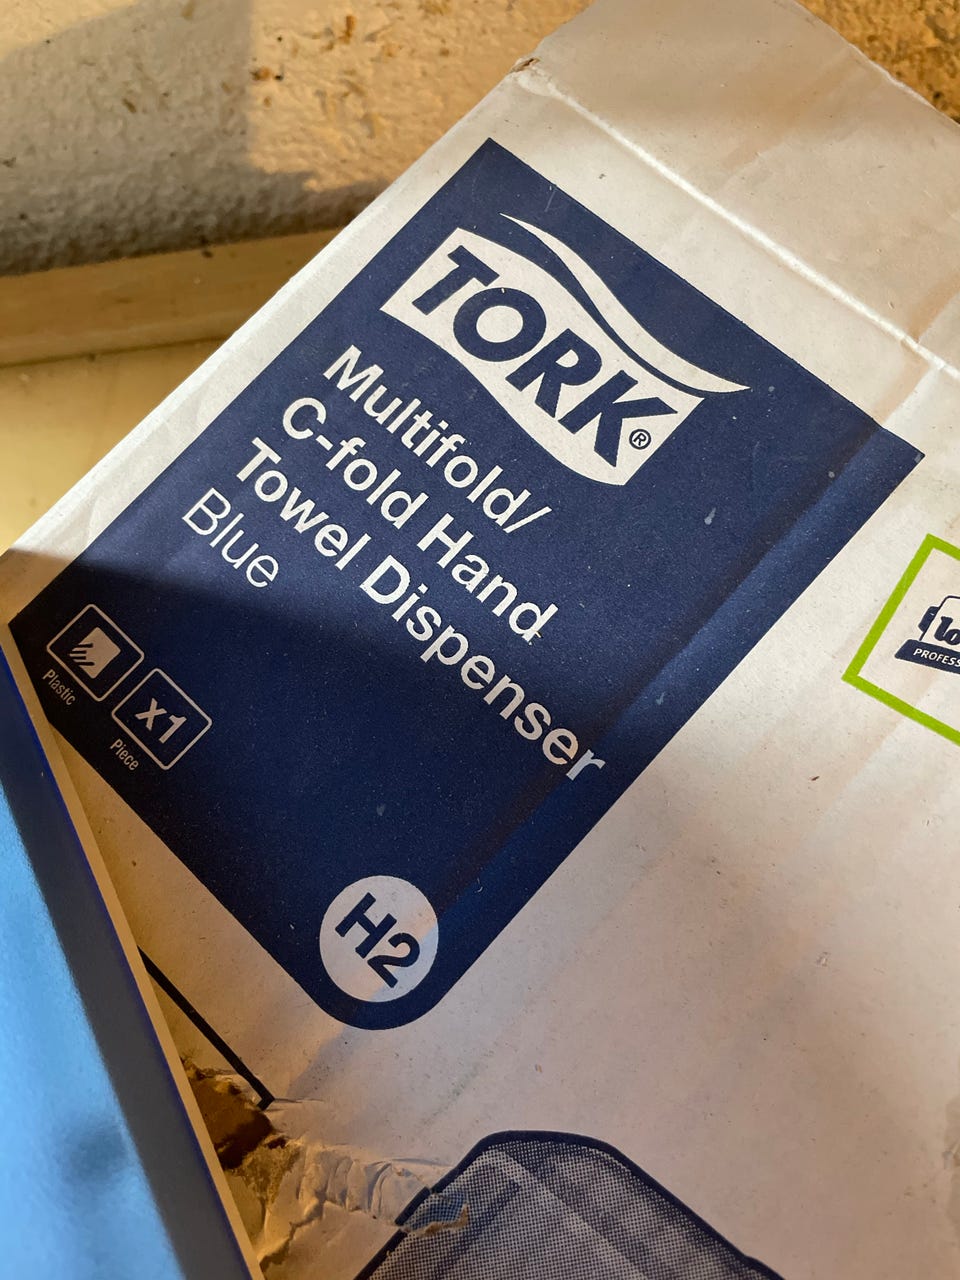 TORK®
Multifold/
C-fold Hand
Towel Dispenser
Blue
Plastic
x1
Piece
H2